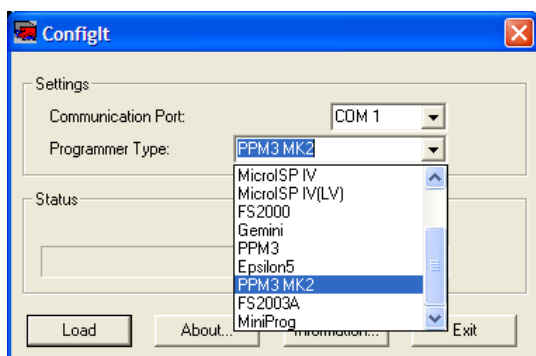 ConfigIt
Settings
Communication Port: COM 1
Programmer Type: PPM3 MK2
MicroISP IV
MicroISP IV(LV)
FS2000
Gemini
PPM3
Epsilon5
PPM3 MK2
FS2003A
MiniProg
Status
Load About... Information... Exit